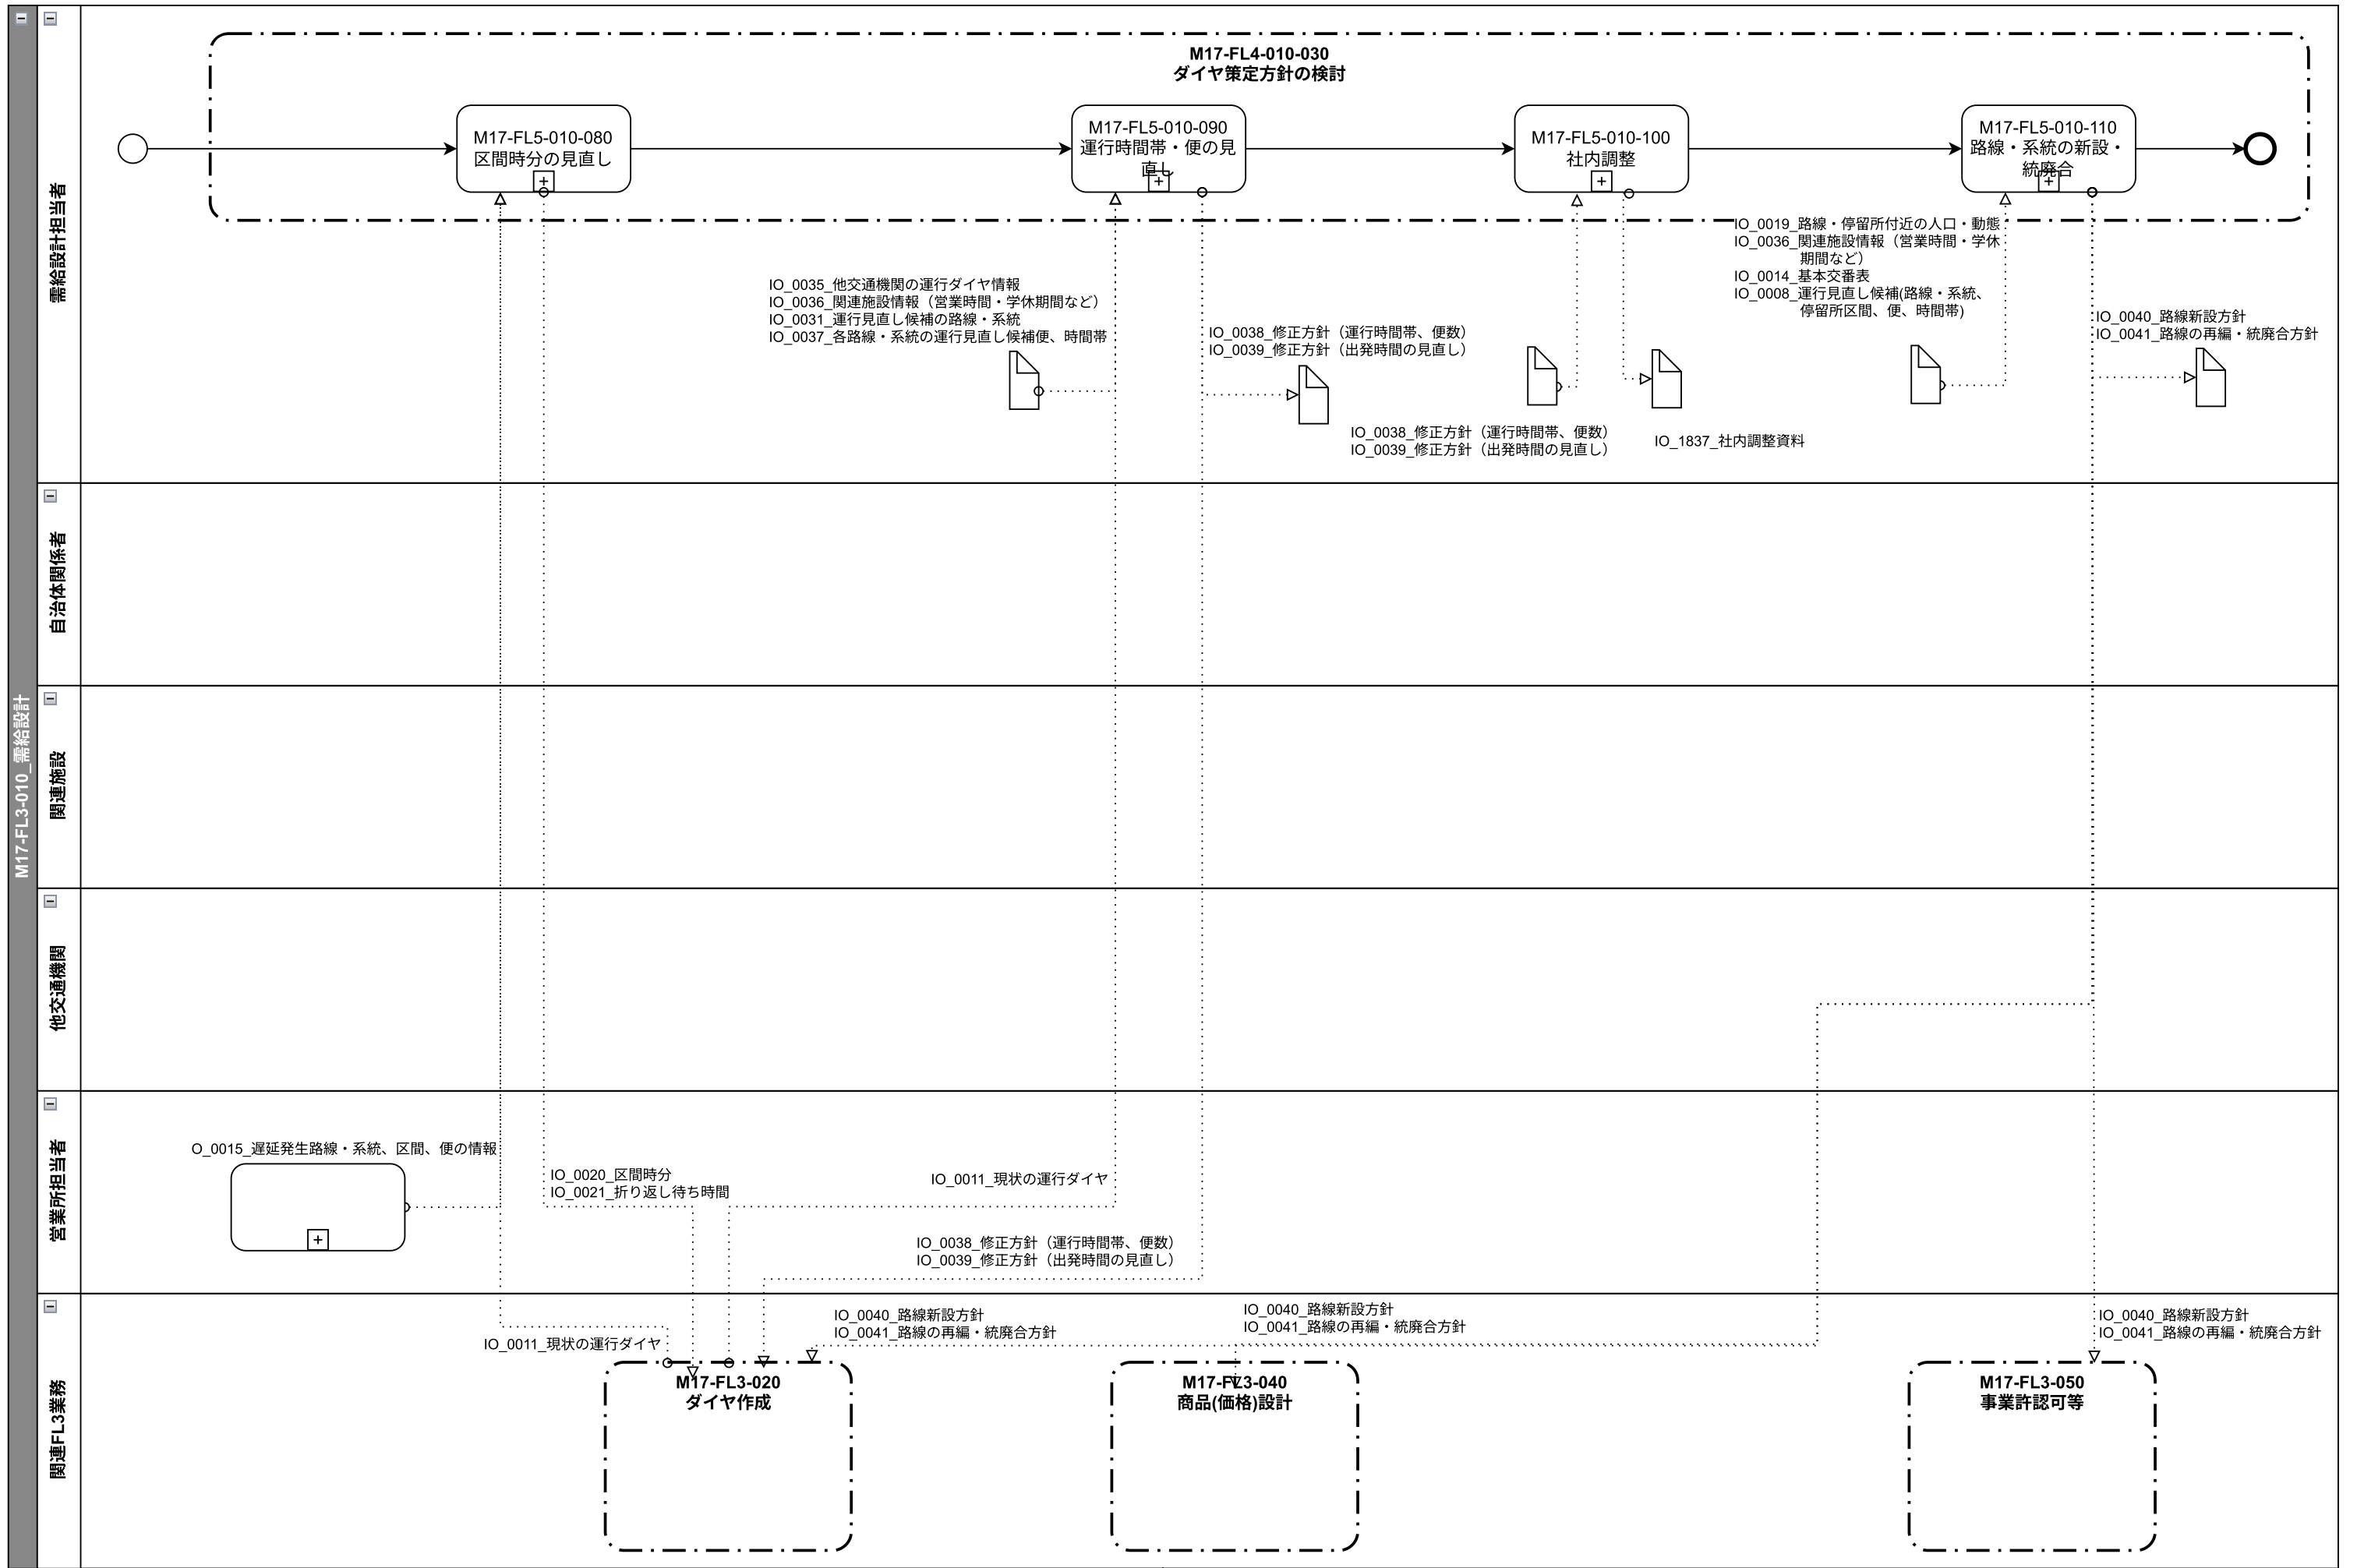 M17-FL3-010_需給設計
需給設計担当者
M17-FL4-010-030
ダイヤ策定方針の検討
M17-FL5-010-080
区間時分の見直し
M17-FL5-010-090
運行時間帯・便の見
直し
M17-FL5-010-100
社内調整
M17-FL5-010-110
路線・系統の新設・
統廃合
IO_0035_他交通機関の運行ダイヤ情報
IO_0036_関連施設情報（営業時間・学休期間など）
IO_0031_運行見直し候補の路線・系統
IO_0037_各路線・系統の運行見直し候補便、時間帯
IO_0038_修正方針（運行時間帯、便数）
IO_0039_修正方針（出発時間の見直し）
IO_0038_修正方針（運行時間帯、便数）
IO_0039_修正方針（出発時間の見直し）
IO_1837_社内調整資料
IO_0019_路線・停留所付近の人口・動態
IO_0036_関連施設情報（営業時間・学休
期間など）
IO_0014_基本交番表
IO_0008_運行見直し候補(路線・系統、
停留所区間、便、時間帯)
IO_0040_路線新設方針
IO_0041_路線の再編・統廃合方針
自治体関係者
関連施設
他交通機関
営業所担当者
O_0015_遅延発生路線・系統、区間、便の情報
IO_0020_区間時分
IO_0021_折り返し待ち時間
IO_0011_現状の運行ダイヤ
IO_0038_修正方針（運行時間帯、便数）
IO_0039_修正方針（出発時間の見直し）
関連FL3業務
IO_0011_現状の運行ダイヤ
IO_0040_路線新設方針
IO_0041_路線の再編・統廃合方針
IO_0040_路線新設方針
IO_0041_路線の再編・統廃合方針
IO_0040_路線新設方針
IO_0041_路線の再編・統廃合方針
M17-FL3-020
ダイヤ作成
M17-FL3-040
商品(価格)設計
M17-FL3-050
事業許認可等